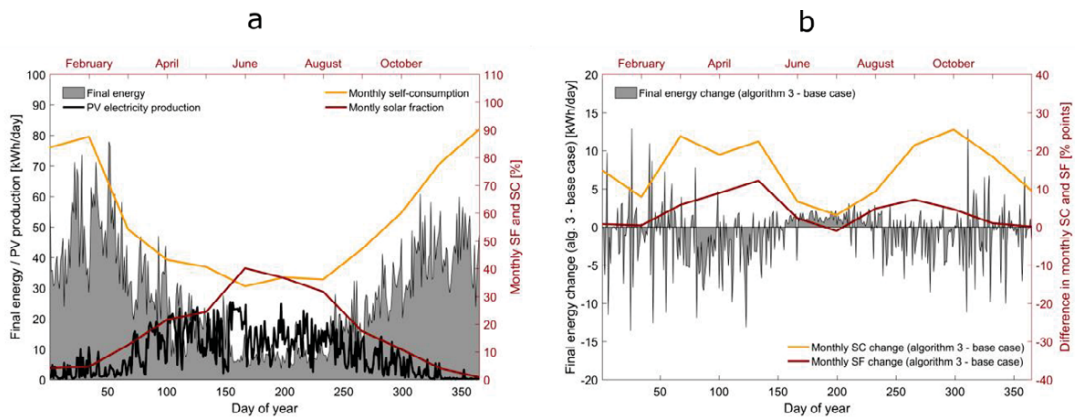 a
February April June August October
Final energy / PV production [kWh/day]
100
90
80
70
60
50
40
30
20
10
0
Final energy
PV electricity production
Monthly self-consumption
Montly solar fraction
110
100
90
80
70
60
50
40
30
20
10
0
Monthly SF and SC [%]
50 100 150 200 250 300 350
Day of year
b
February April June August October
Final energy change (alg. 3 - base case) [kWh/day]
20
15
10
5
0
-5
-10
-15
-20
Final energy change (algorithm 3 - base case)
Monthly SC change (algorithm 3 - base case)
Monthly SF change (algorithm 3 - base case)
40
30
20
10
0
-10
-20
-30
-40
Difference in monthly SC and SF [% points]
50 100 150 200 250 300 350
Day of year